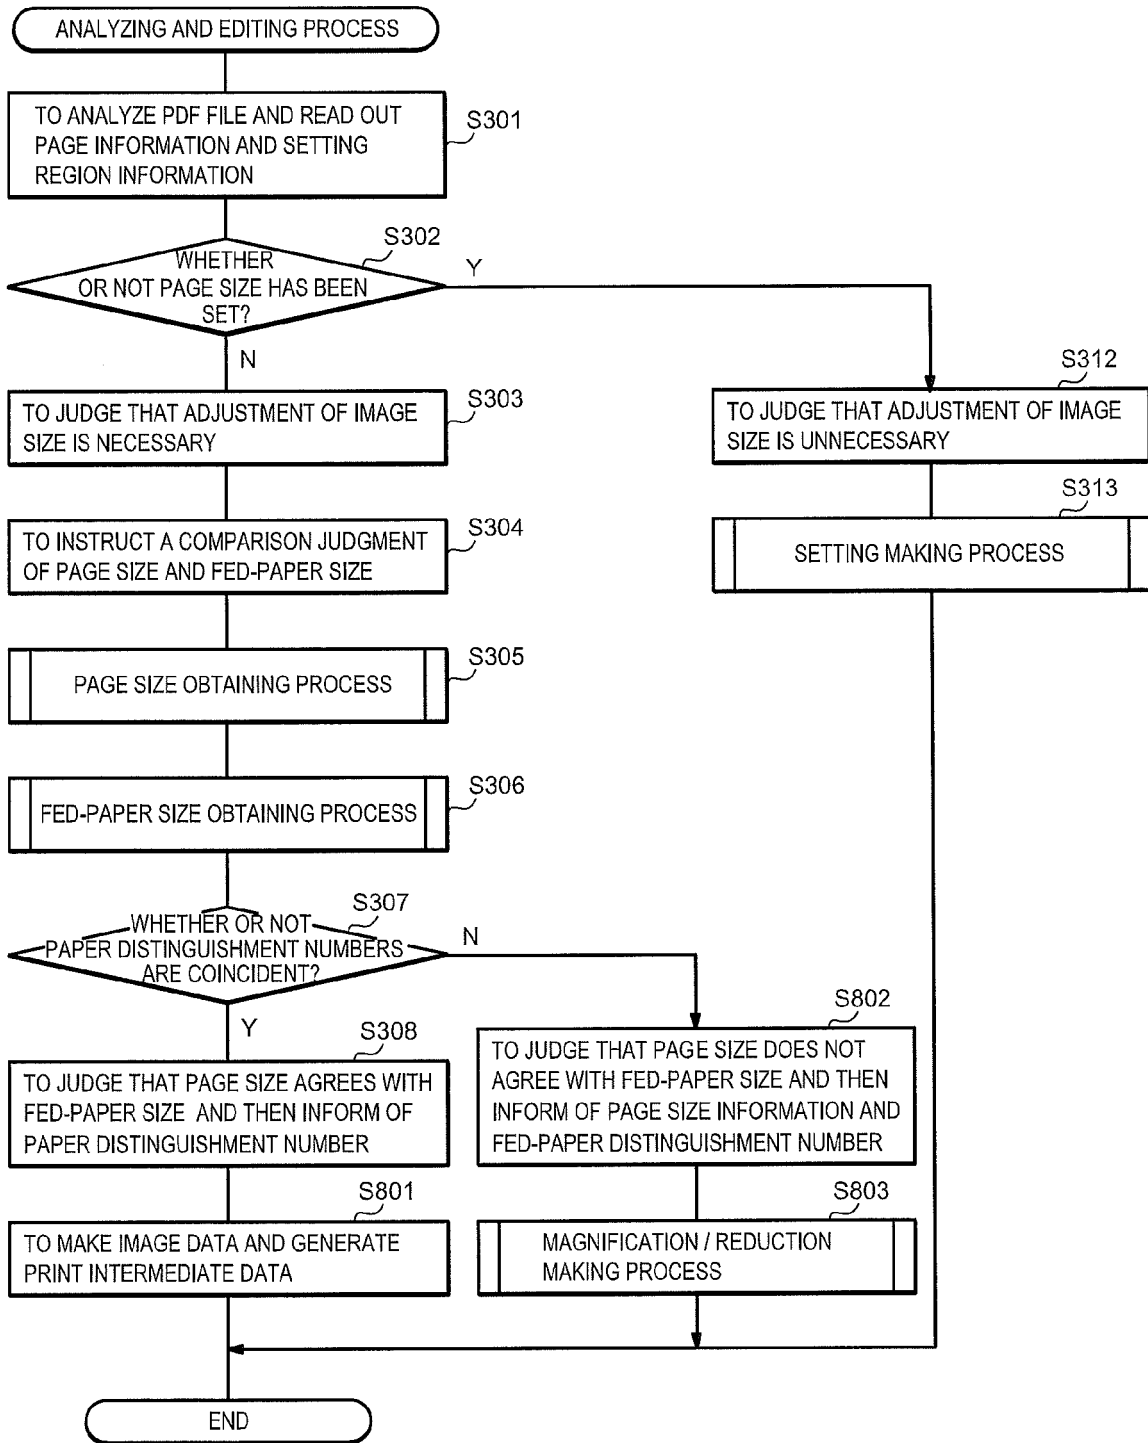 ANALYZING AND EDITING PROCESS
TO ANALYZE PDF FILE AND READ OUT
PAGE INFORMATION AND SETTING
REGION INFORMATION
S301
S302
WHETHER
OR NOT PAGE SIZE HAS BEEN
SET?
Y
N
TO JUDGE THAT ADJUSTMENT OF IMAGE
SIZE IS NECESSARY
S303
S312
TO JUDGE THAT ADJUSTMENT OF IMAGE
SIZE IS UNNECESSARY
TO INSTRUCT A COMPARISON JUDGMENT
OF PAGE SIZE AND FED-PAPER SIZE
S304
S313
SETTING MAKING PROCESS
PAGE SIZE OBTAINING PROCESS
S305
FED-PAPER SIZE OBTAINING PROCESS
S306
S307
WHETHER OR NOT
PAPER DISTINGUISHMENT NUMBERS
ARE COINCIDENT?
N
Y
S308
TO JUDGE THAT PAGE SIZE AGREES WITH
FED-PAPER SIZE AND THEN INFORM OF
PAPER DISTINGUISHMENT NUMBER
S802
TO JUDGE THAT PAGE SIZE DOES NOT
AGREE WITH FED-PAPER SIZE AND THEN
INFORM OF PAGE SIZE INFORMATION AND
FED-PAPER DISTINGUISHMENT NUMBER
S801
TO MAKE IMAGE DATA AND GENERATE
PRINT INTERMEDIATE DATA
S803
MAGNIFICATION / REDUCTION
MAKING PROCESS
END